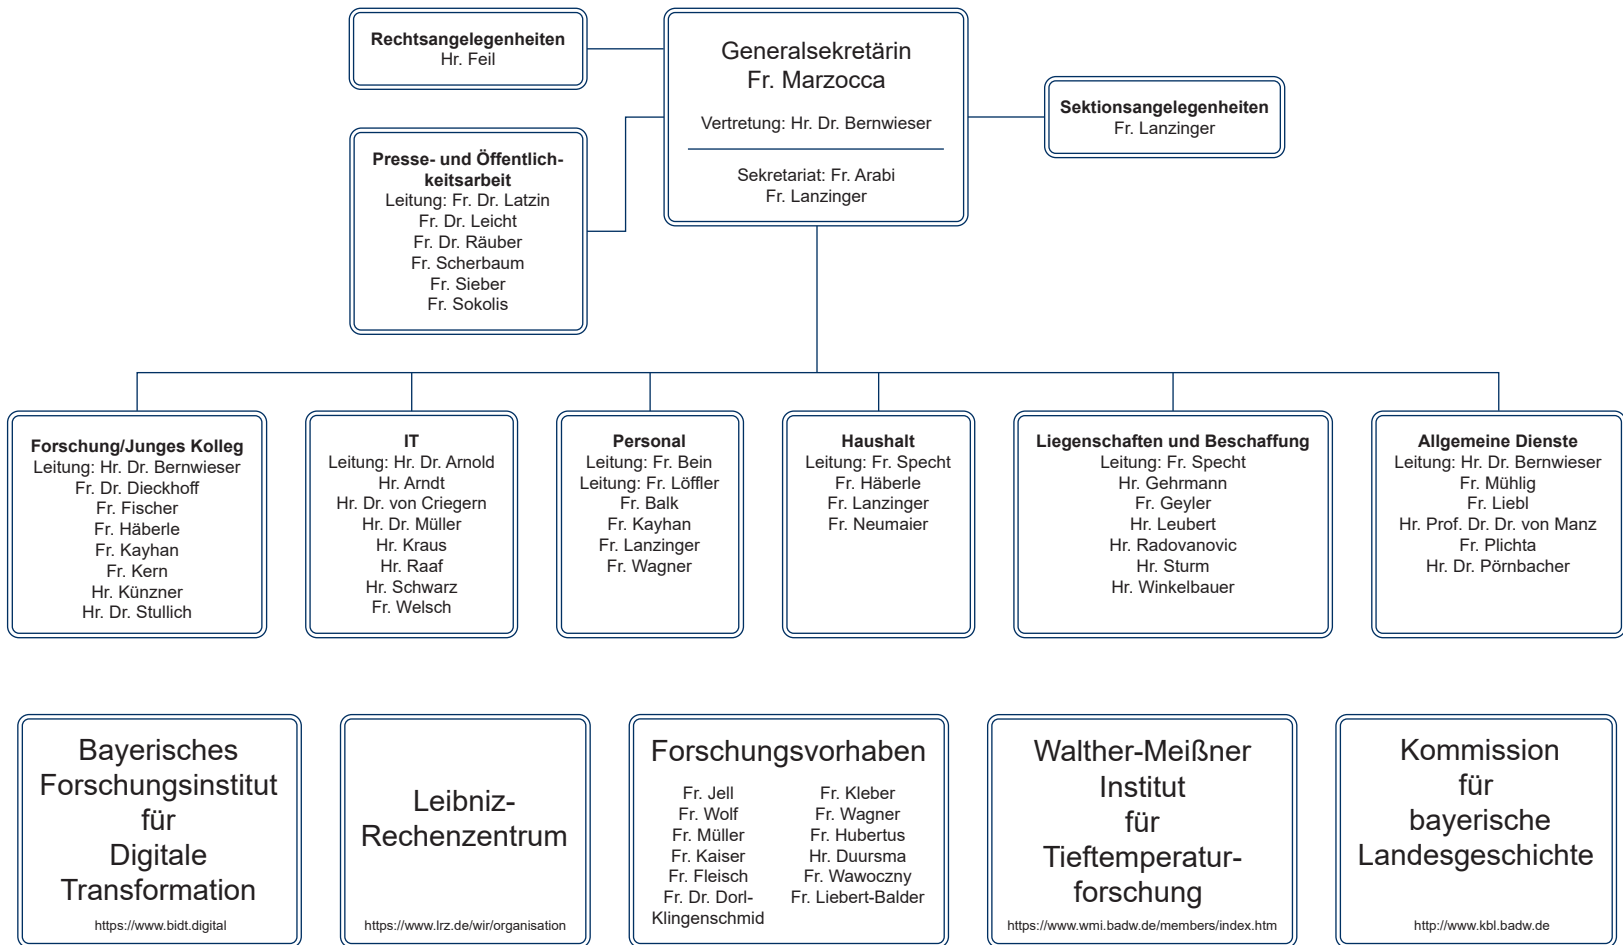 Rechtsangelegenheiten
Hr. Feil
Generalsekretärin
Fr. Marzocca
Vertretung: Hr. Dr. Bernwieser
Sekretariat: Fr. Arabi
Fr. Lanzinger
Sektionsangelegenheiten
Fr. Lanzinger
Presse- und Öffentlich-
keitsarbeit
Leitung: Fr. Dr. Latzin
Fr. Dr. Leicht
Fr. Dr. Räuber
Fr. Scherbaum
Fr. Sieber
Fr. Sokolis
Forschung/Junges Kolleg
Leitung: Hr. Dr. Bernwieser
Fr. Dr. Dieckhoff
Fr. Fischer
Fr. Häberle
Fr. Kayhan
Fr. Kern
Hr. Künzner
Hr. Dr. Stullich
IT
Leitung: Hr. Dr. Arnold
Hr. Arndt
Hr. Dr. von Criegern
Hr. Dr. Müller
Hr. Kraus
Hr. Raaf
Hr. Schwarz
Fr. Welsch
Personal
Leitung: Fr. Bein
Leitung: Fr. Löffler
Fr. Balk
Fr. Kayhan
Fr. Lanzinger
Fr. Wagner
Haushalt
Leitung: Fr. Specht
Fr. Häberle
Fr. Lanzinger
Fr. Neumaier
Liegenschaften und Beschaffung
Leitung: Fr. Specht
Hr. Gehrmann
Fr. Geyler
Hr. Leubert
Hr. Radovanovic
Hr. Sturm
Hr. Winkelbauer
Allgemeine Dienste
Leitung: Hr. Dr. Bernwieser
Fr. Mühlig
Fr. Liebl
Hr. Prof. Dr. Dr. von Manz
Fr. Plichta
Hr. Dr. Pörnbacher
Bayerisches
Forschungsinstitut
für
Digitale
Transformation
https://www.bidt.digital
Leibniz-
Rechenzentrum
https://www.lrz.de/wir/organisation
Forschungsvorhaben
Fr. Jell
Fr. Wolf
Fr. Müller
Fr. Kaiser
Fr. Fleisch
Fr. Dr. Dorl-
Klingenschmid
Fr. Kleber
Fr. Wagner
Fr. Hubertus
Hr. Duursma
Fr. Wawoczny
Fr. Liebert-Balder
Walther-Meißner
Institut
für
Tieftemperatur-
forschung
https://www.wmi.badw.de/members/index.htm
Kommission
für
bayerische
Landesgeschichte
http://www.kbl.badw.de